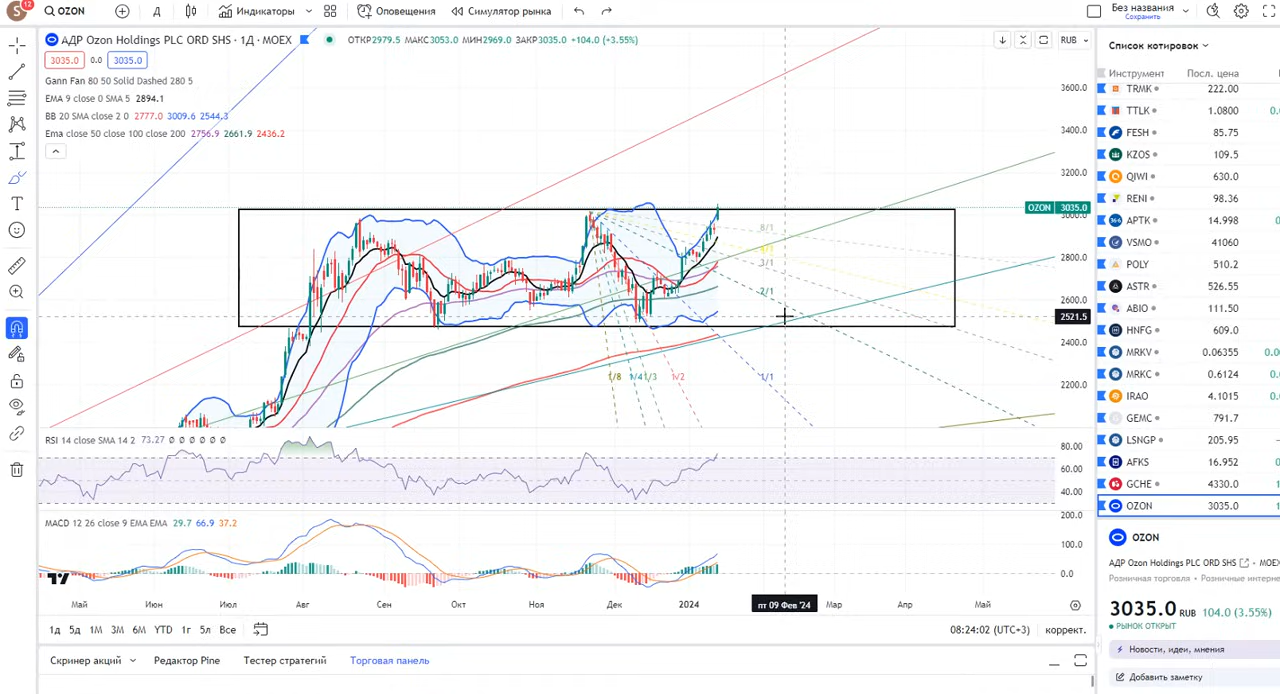 S 12 OZON Д Индикаторы Оповещения Симулятор рынка Без названия
Сохранить
АДР Ozon Holdings PLC ORD SHS · 1Д · MOEX ОТКР2979.5 МАКС3053.0 МИН2969.0 ЗАКР3035.0 +104.0 (+3.55%) RUB
3035.0 0.0 3035.0
Gann Fan 80 50 Solid Dashed 280 5
EMA 9 close 0 SMA 5 2894.1
BB 20 SMA close 2 0 2777.0 3009.6 2544.3
Ema close 50 close 100 close 200 2756.9 2661.9 2436.2
3600.0
3400.0
3200.0
OZON 3035.0
3000.0
2800.0
2600.0
2521.5
2400.0
2200.0
8/1
3/1
2/1
1/8 1/4 1/3 1/2 1/1
RSI 14 close SMA 14 2 73.27 Ø Ø Ø Ø Ø Ø
80.00
60.00
40.00
MACD 12 26 close 9 EMA EMA 29.7 66.9 37.2
200.0
100.0
0.0
Май Июн Июл Авг Сен Окт Ноя Дек 2024 пт 09 Фев '24 Мар Апр Май
1д 5д 1М 3М 6М YTD 1г 5л Все 08:24:02 (UTC+3) коррект.
Скринер акций Редактор Pine Тестер стратегий Торговая панель
Список котировок
Инструмент Посл. цена
TRMK 222.00
TTLK 1.0800
FESH 85.75
KZOS 109.5
QIWI 630.0
RENI 98.36
APTK 14.998
VSMO 41060
POLY 510.2
ASTR 526.55
ABIO 111.50
HNFG 609.0
MRKV 0.06355
MRKC 0.6124
IRAO 4.1015
GEMC 791.7
LSNGP 205.95
AFKS 16.952
GCHE 4330.0
OZON 3035.0
OZON
АДР Ozon Holdings PLC ORD SHS
Розничная торговля • Розничные
3035.0 RUB 104.0 (3.55%)
РЫНОК ОТКРЫТ
Новости, идеи, мнения
Добавить заметку